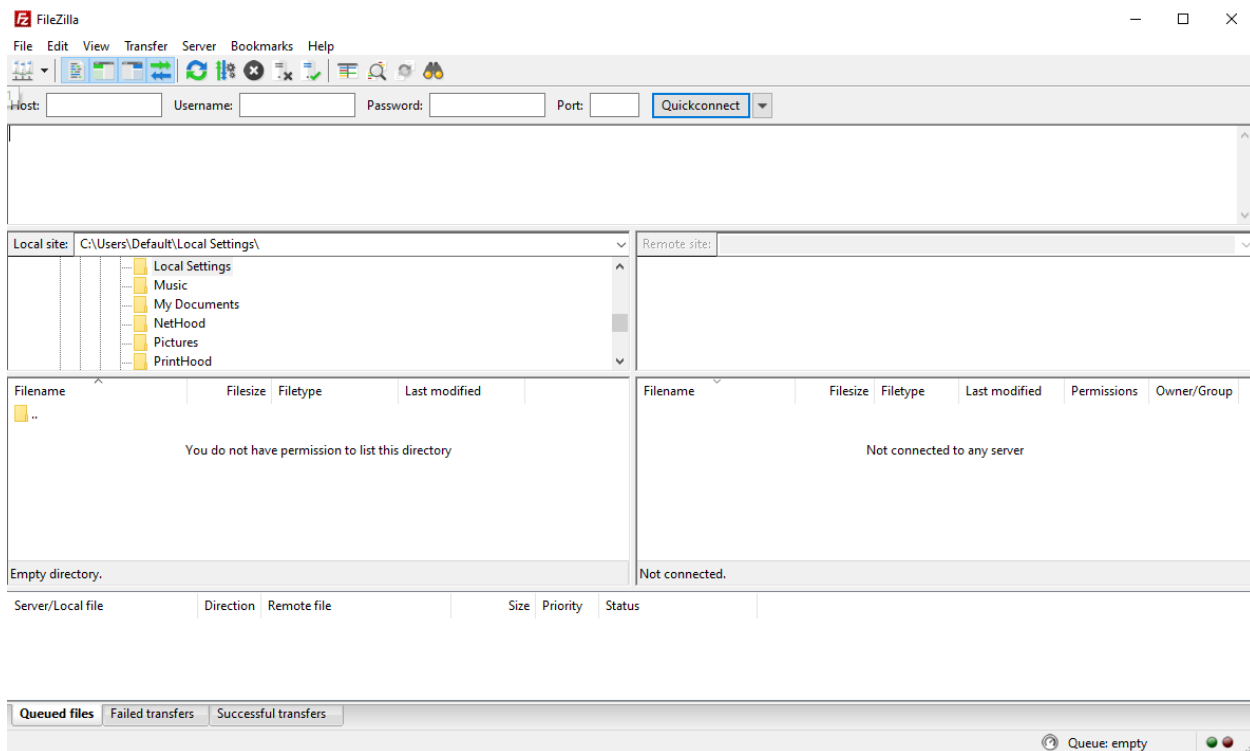 FileZilla
File Edit View Transfer Server Bookmarks Help
Host: Username: Password: Port: Quickconnect
Local site: C:\Users\Default\Local Settings\
Remote site:
Local Settings
Music
My Documents
NetHood
Pictures
PrintHood
Filename Filesize Filetype Last modified
..
You do not have permission to list this directory
Empty directory.
Filename Filesize Filetype Last modified Permissions Owner/Group
Not connected to any server
Not connected.
Server/Local file Direction Remote file Size Priority Status
Queued files Failed transfers Successful transfers
Queue: empty